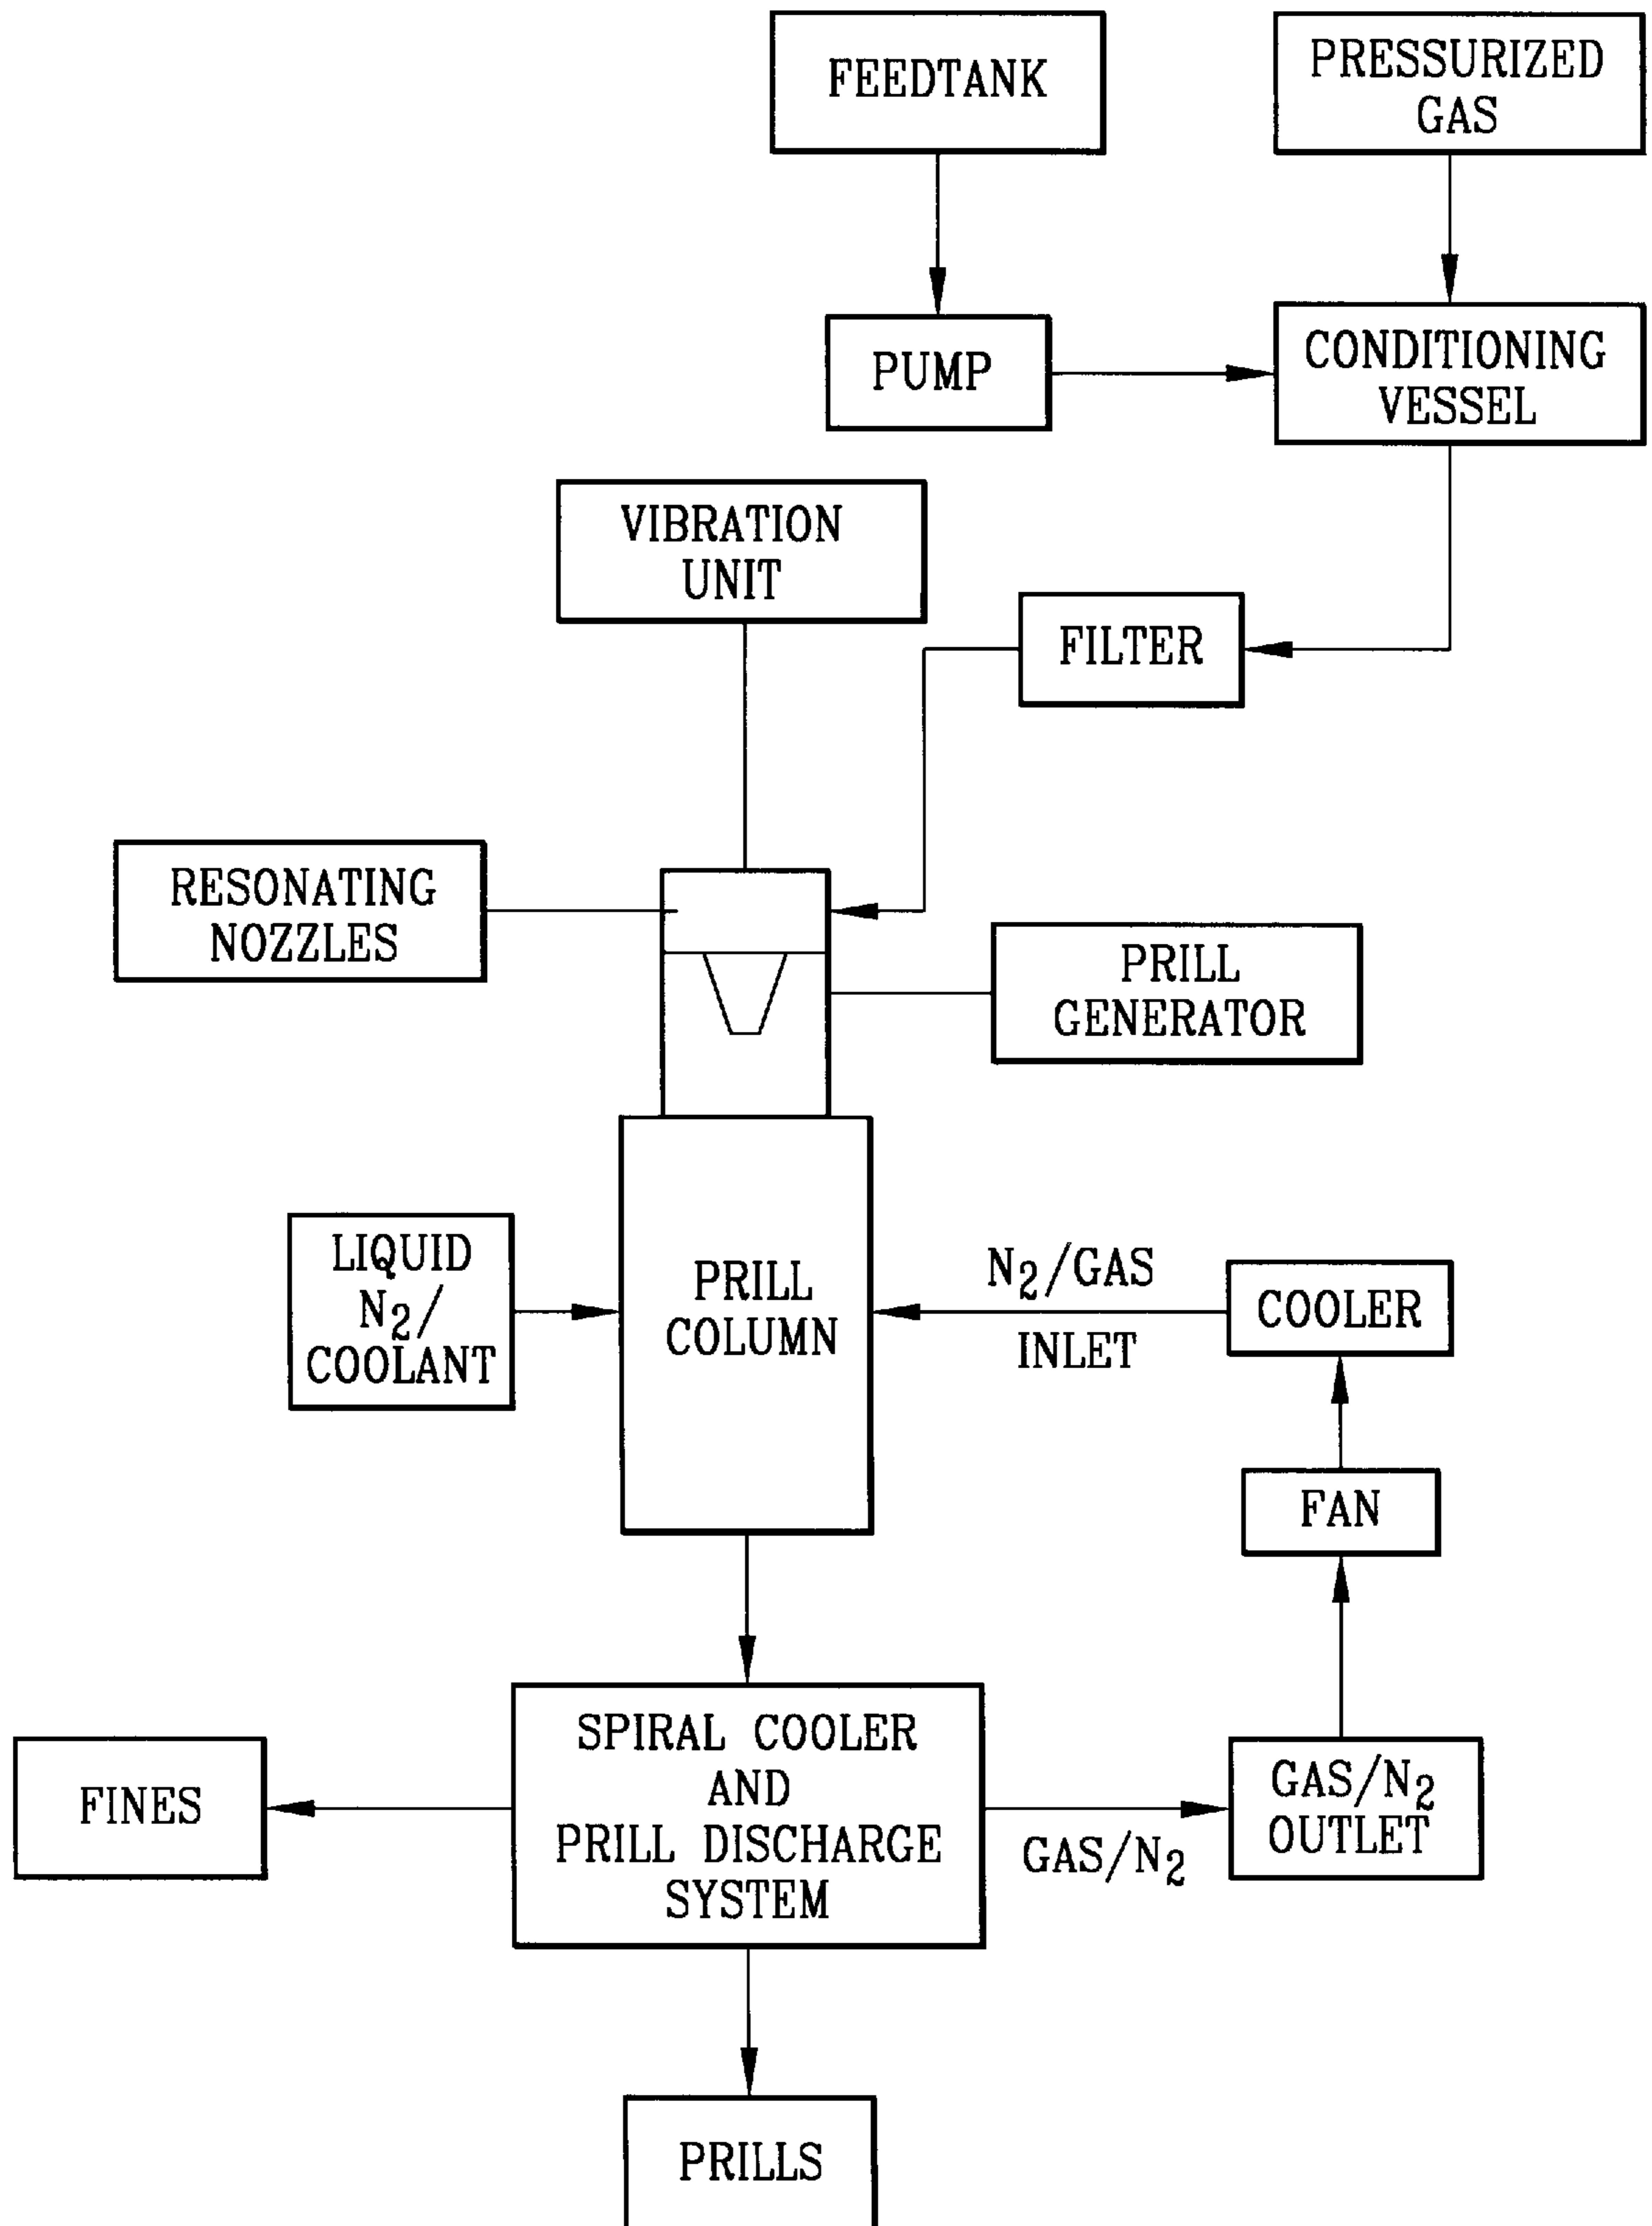 FEEDTANK
PRESSURIZED
GAS
PUMP
CONDITIONING
VESSEL
VIBRATION
UNIT
FILTER
RESONATING
NOZZLES
PRILL
GENERATOR
LIQUID
N₂/
COOLANT
PRILL
COLUMN
N₂/GAS
INLET
COOLER
FAN
SPIRAL COOLER
AND
PRILL DISCHARGE
SYSTEM
FINES
GAS/N₂
GAS/N₂
OUTLET
PRILLS